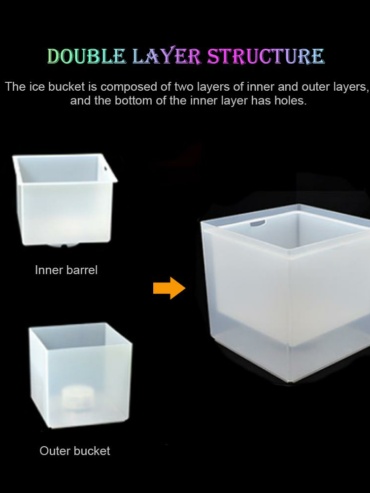 DOUBLE LAYER STRUCTURE
The ice bucket is composed of two layers of inner and outer layers,
and the bottom of the inner layer has holes.
Inner barrel
Outer bucket